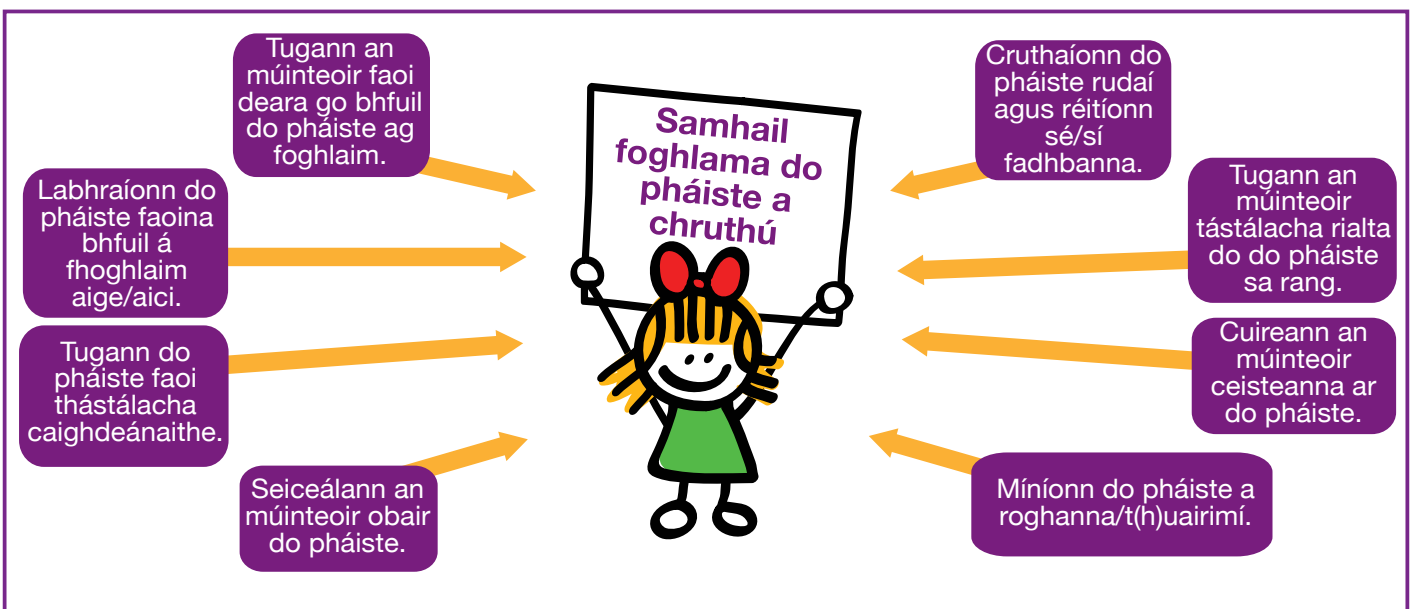 Tugann an
múinteoir faoi
deara go bhfuil
do pháiste ag
foghlaim.
Labhraíonn do
pháiste faoina
bhfuil á
fhoghlaim
aige/aici.
Tugann do
pháiste faoi
thástálacha
caighdeánaithe.
Seiceálann an
múinteoir obair
do pháiste.
Samhail
foghlama do
pháiste a
chruthú
Cruthaíonn do
pháiste rudaí
agus réitíonn
sé/sí
fadhbanna.
Tugann an
múinteoir
tástálacha rialta
do do pháiste
sa rang.
Cuireann an
múinteoir
ceisteanna ar
do pháiste.
Míníonn do pháiste a
roghanna/t(h)uairimí.